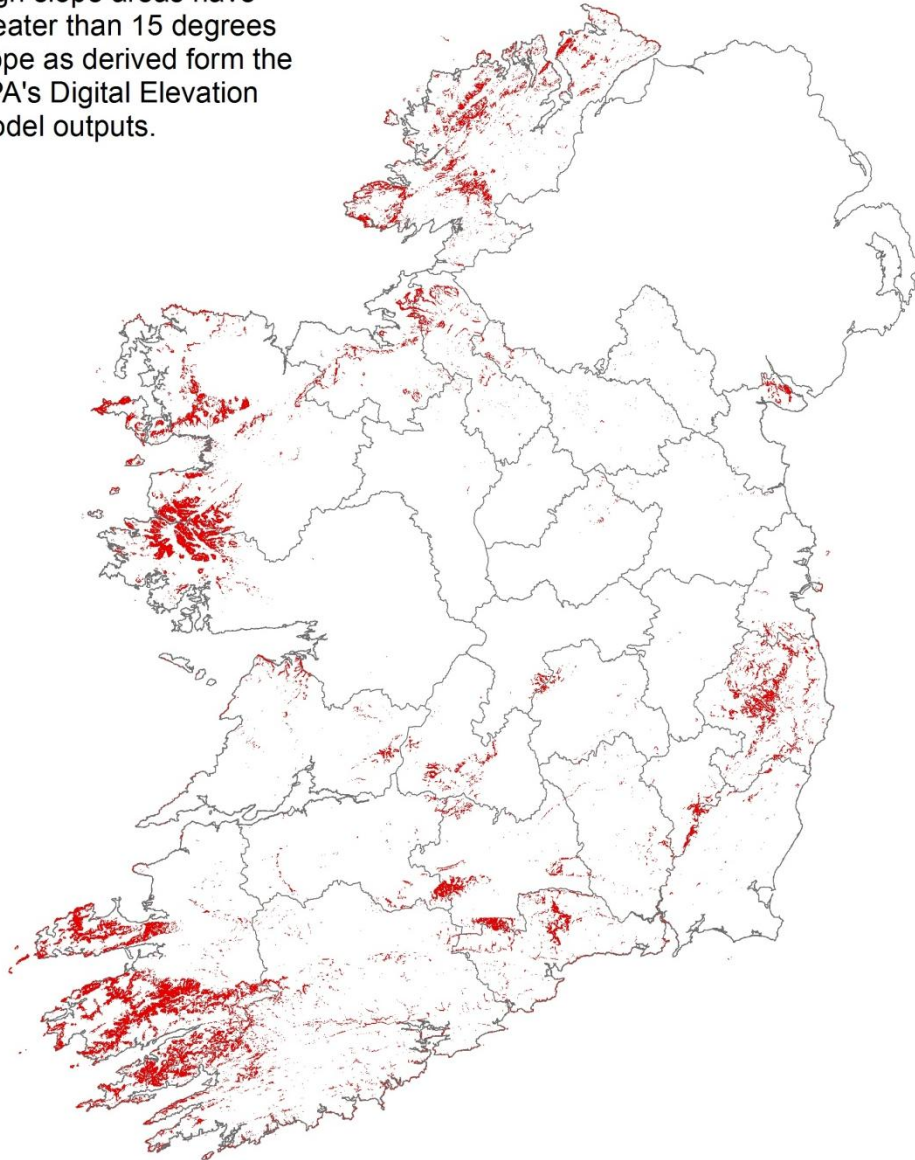 gh slope areas have
eater than 15 degrees
ope as derived form the
PA's Digital Elevation
odel outputs.